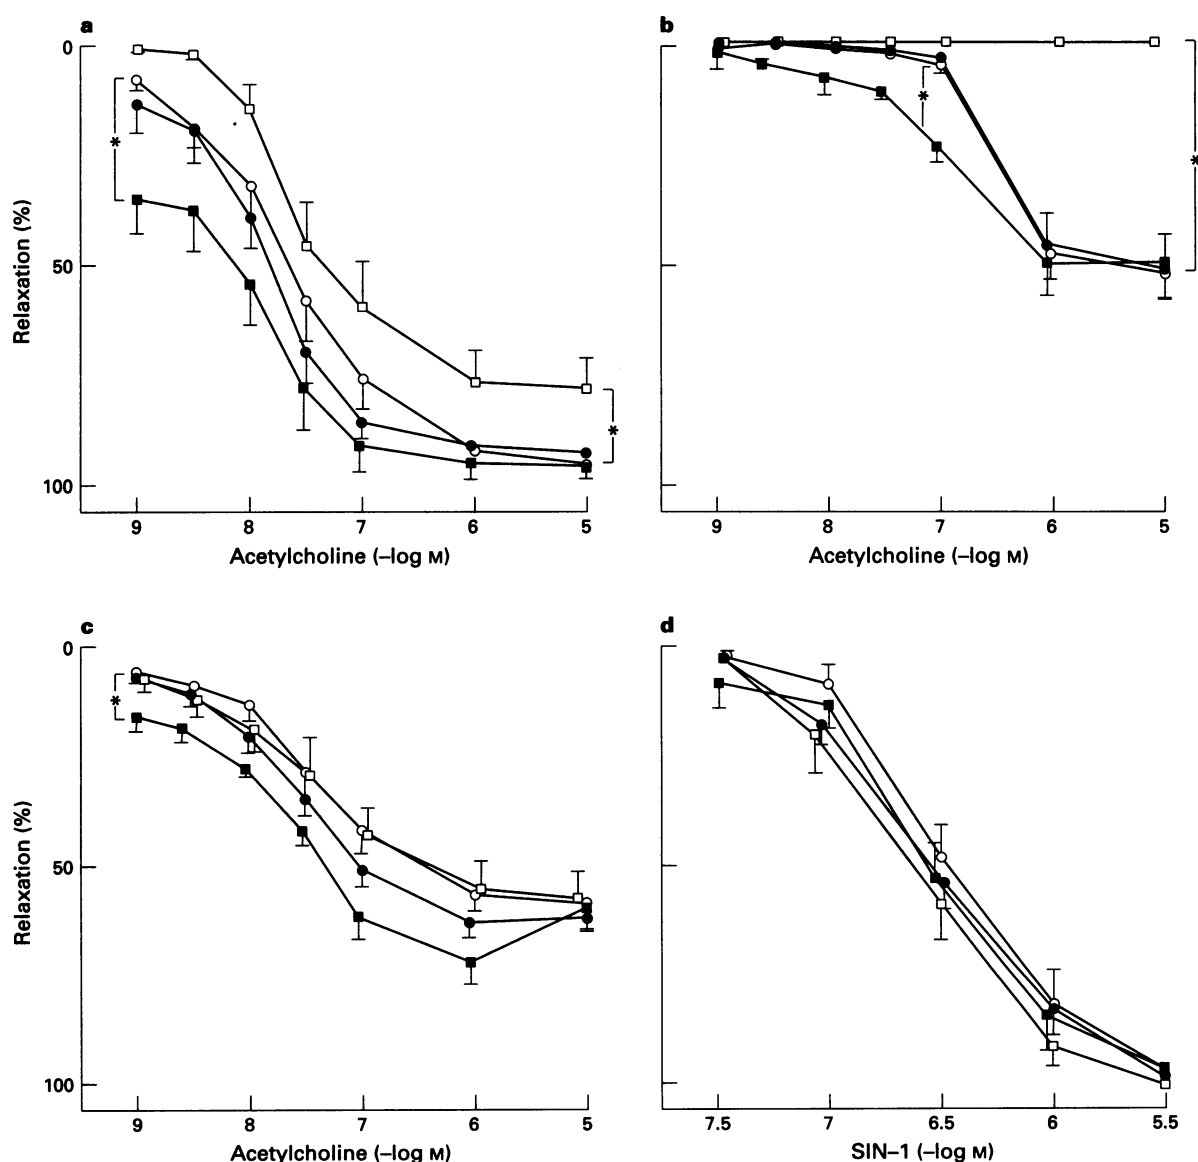 a
0
50
100
Relaxation (%)
*
*
9 8 7 6 5
Acetylcholine (–log M)
b
*
*
9 8 7 6 5
Acetylcholine (–log M)
c
0
50
100
Relaxation (%)
*
9 8 7 6 5
Acetylcholine (–log M)
d
7.5 7 6.5 6 5.5
SIN–1 (–log M)